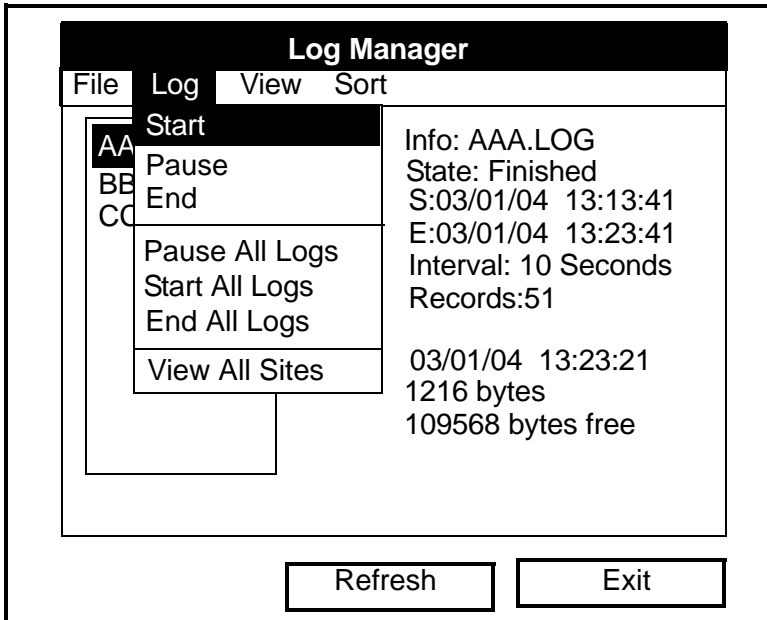 Log Manager
File Log View Sort
Start
Pause
End
Pause All Logs
Start All Logs
End All Logs
View All Sites
AA
BB
CC
Info: AAA.LOG
State: Finished
S:03/01/04 13:13:41
E:03/01/04 13:23:41
Interval: 10 Seconds
Records:51
03/01/04 13:23:21
1216 bytes
109568 bytes free
Refresh
Exit